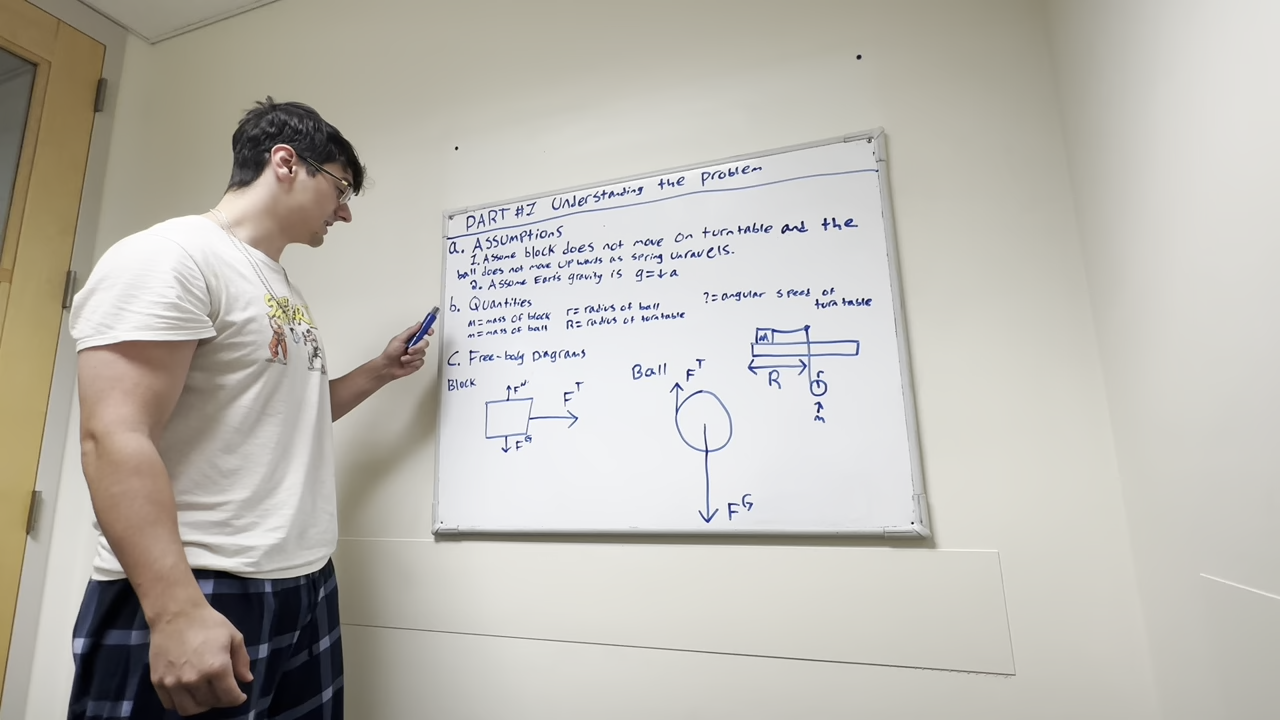 PART #I Understanding the Problem
a. Assumptions
1. Assume block does not move on turntable and the
ball does not move upwards as spring unravels.
2. Assume Earth's gravity is g=↓a
b. Quantities
m=mass of block r=radius of ball
m=mass of ball R=radius of turntable
?=angular speed of
turntable
C. Free-body Diagrams
Block
F^N
F^T
F^G
Ball
F^T
F^G
M
R
r
m